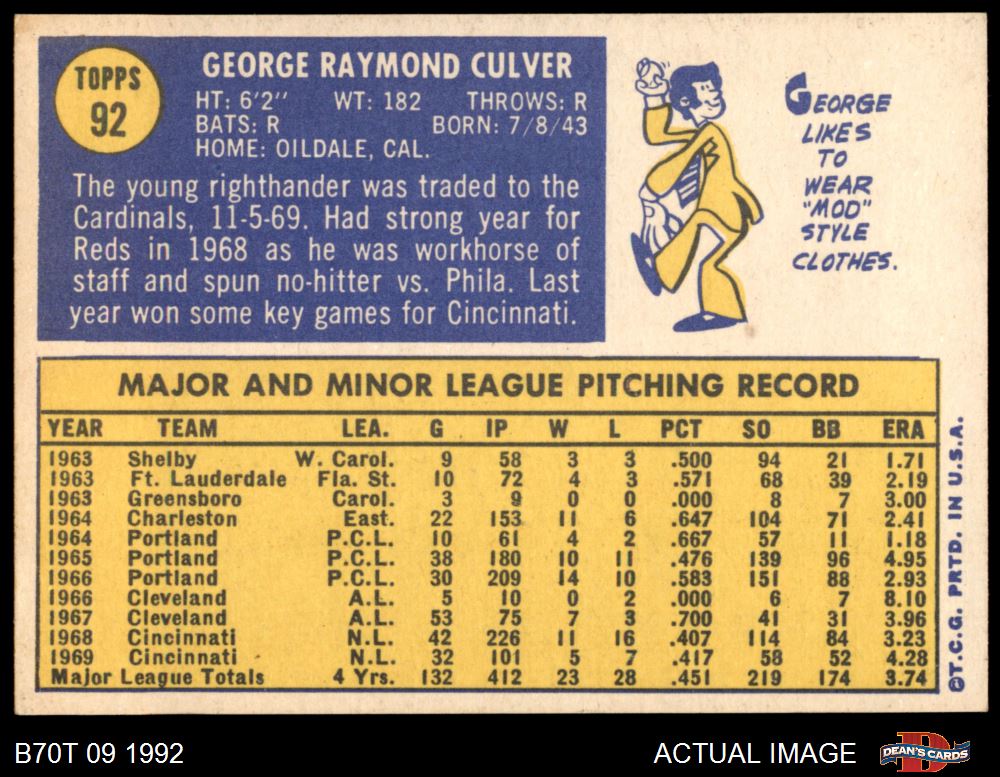 TOPPS
92
GEORGE RAYMOND CULVER
HT: 6'2" WT: 182 THROWS: R
BATS: R BORN: 7/8/43
HOME: OILDALE, CAL.
The young righthander was traded to the
Cardinals, 11-5-69. Had strong year for
Reds in 1968 as he was workhorse of
staff and spun no-hitter vs. Phila. Last
year won some key games for Cincinnati.
GEORGE
LIKES
TO
WEAR
"MOD"
STYLE
CLOTHES.
MAJOR AND MINOR LEAGUE PITCHING RECORD
YEAR TEAM LEA. G IP W L PCT SO BB ERA
1963 Shelby W. Carol. 9 58 3 3 .500 94 21 1.71
1963 Ft. Lauderdale Fla. St. 10 72 4 3 .571 68 39 2.19
1963 Greensboro Carol. 3 9 0 0 .000 8 7 3.00
1964 Charleston East. 22 153 11 6 .647 104 71 2.41
1964 Portland P.C.L. 10 61 4 2 .667 57 11 1.18
1965 Portland P.C.L. 38 180 10 11 .476 139 96 4.95
1966 Portland P.C.L. 30 209 14 10 .583 151 88 2.93
1966 Cleveland A.L. 5 10 0 2 .000 6 7 8.10
1967 Cleveland A.L. 53 75 7 3 .700 41 31 3.96
1968 Cincinnati N.L. 42 226 11 16 .407 114 84 3.23
1969 Cincinnati N.L. 32 101 5 7 .417 58 52 4.28
Major League Totals 4 Yrs. 132 412 23 28 .451 219 174 3.74
©T.C.G. PRTD. IN U.S.A.
B70T 09 1992
ACTUAL IMAGE
D
DEAN'S CARDS